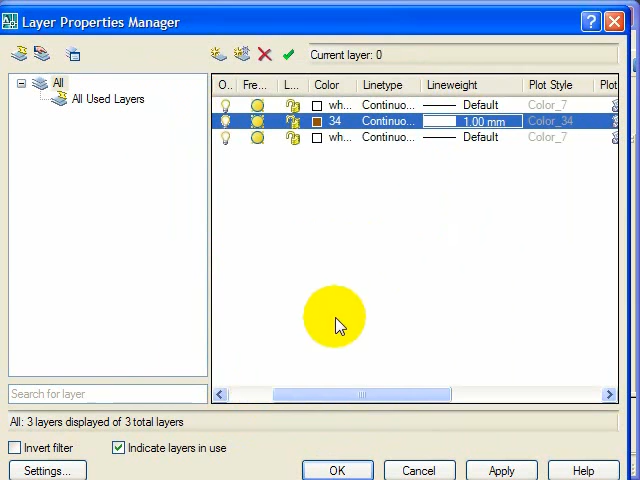 Layer Properties Manager
Current layer: 0
All
All Used Layers
O.. Fre... L... Color Linetype Lineweight Plot Style Plot
wh... Continuo... Default Color_7
34 Continuo... 1.00 mm Color_34
wh... Continuo... Default Color_7
Search for layer
All: 3 layers displayed of 3 total layers
Invert filter Indicate layers in use
Settings... OK Cancel Apply Help